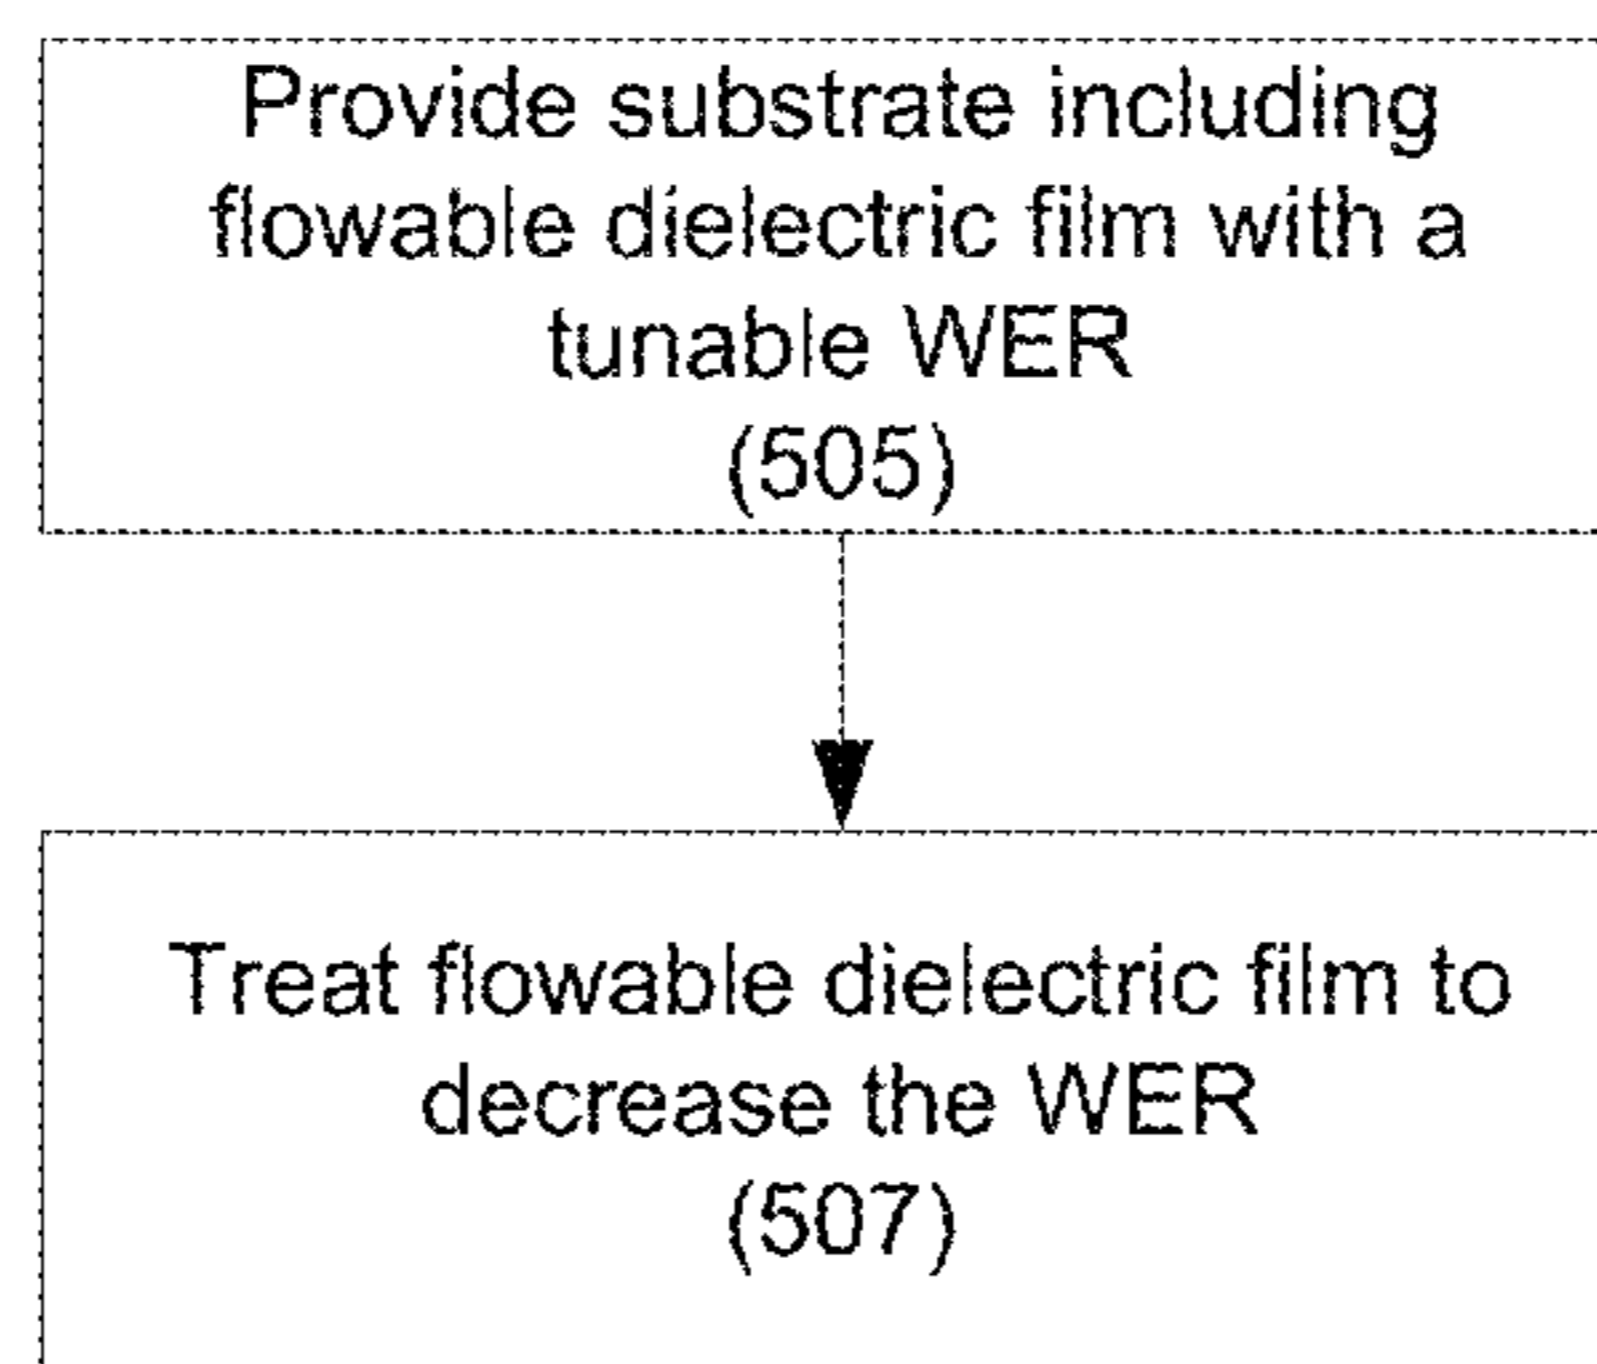 Provide substrate including
flowable dielectric film with a
tunable WER
(505)
Treat flowable dielectric film to
decrease the WER
(507)